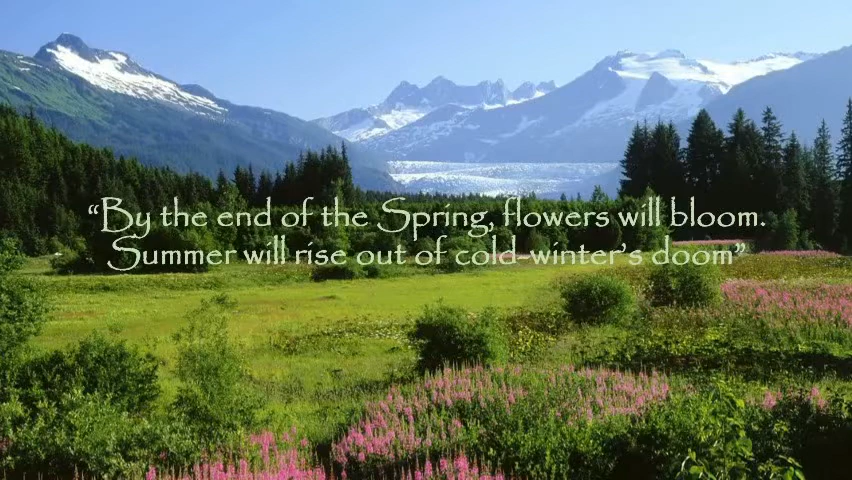 “By the end of the Spring, flowers will bloom.
Summer will rise out of cold winter’s doom”